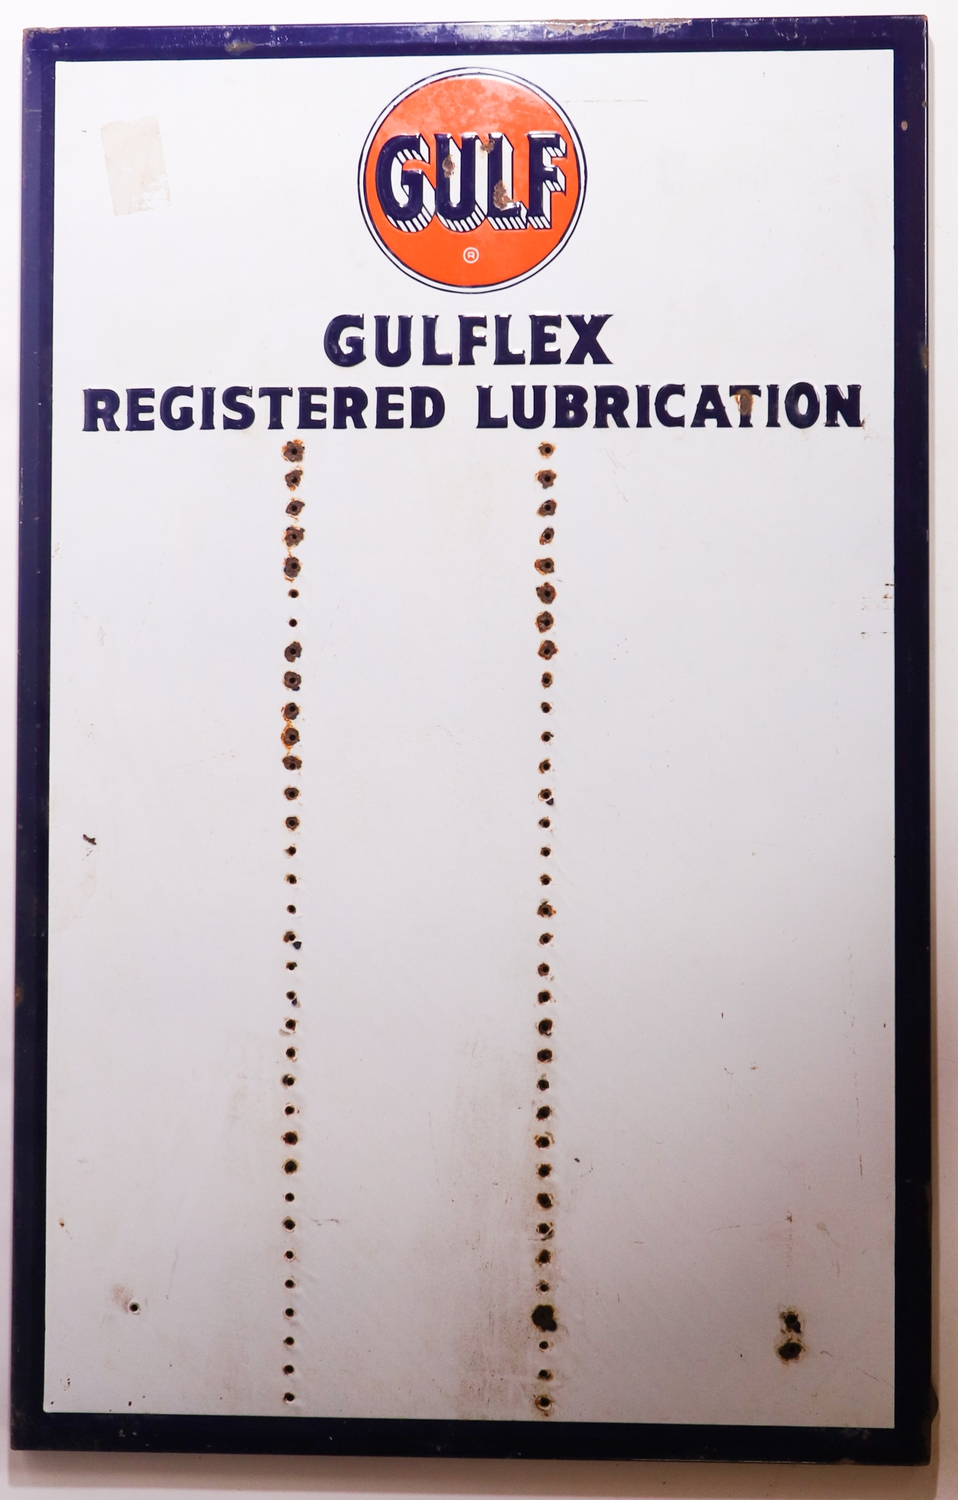 GULF
®
GULFLEX
REGISTERED LUBRICATION